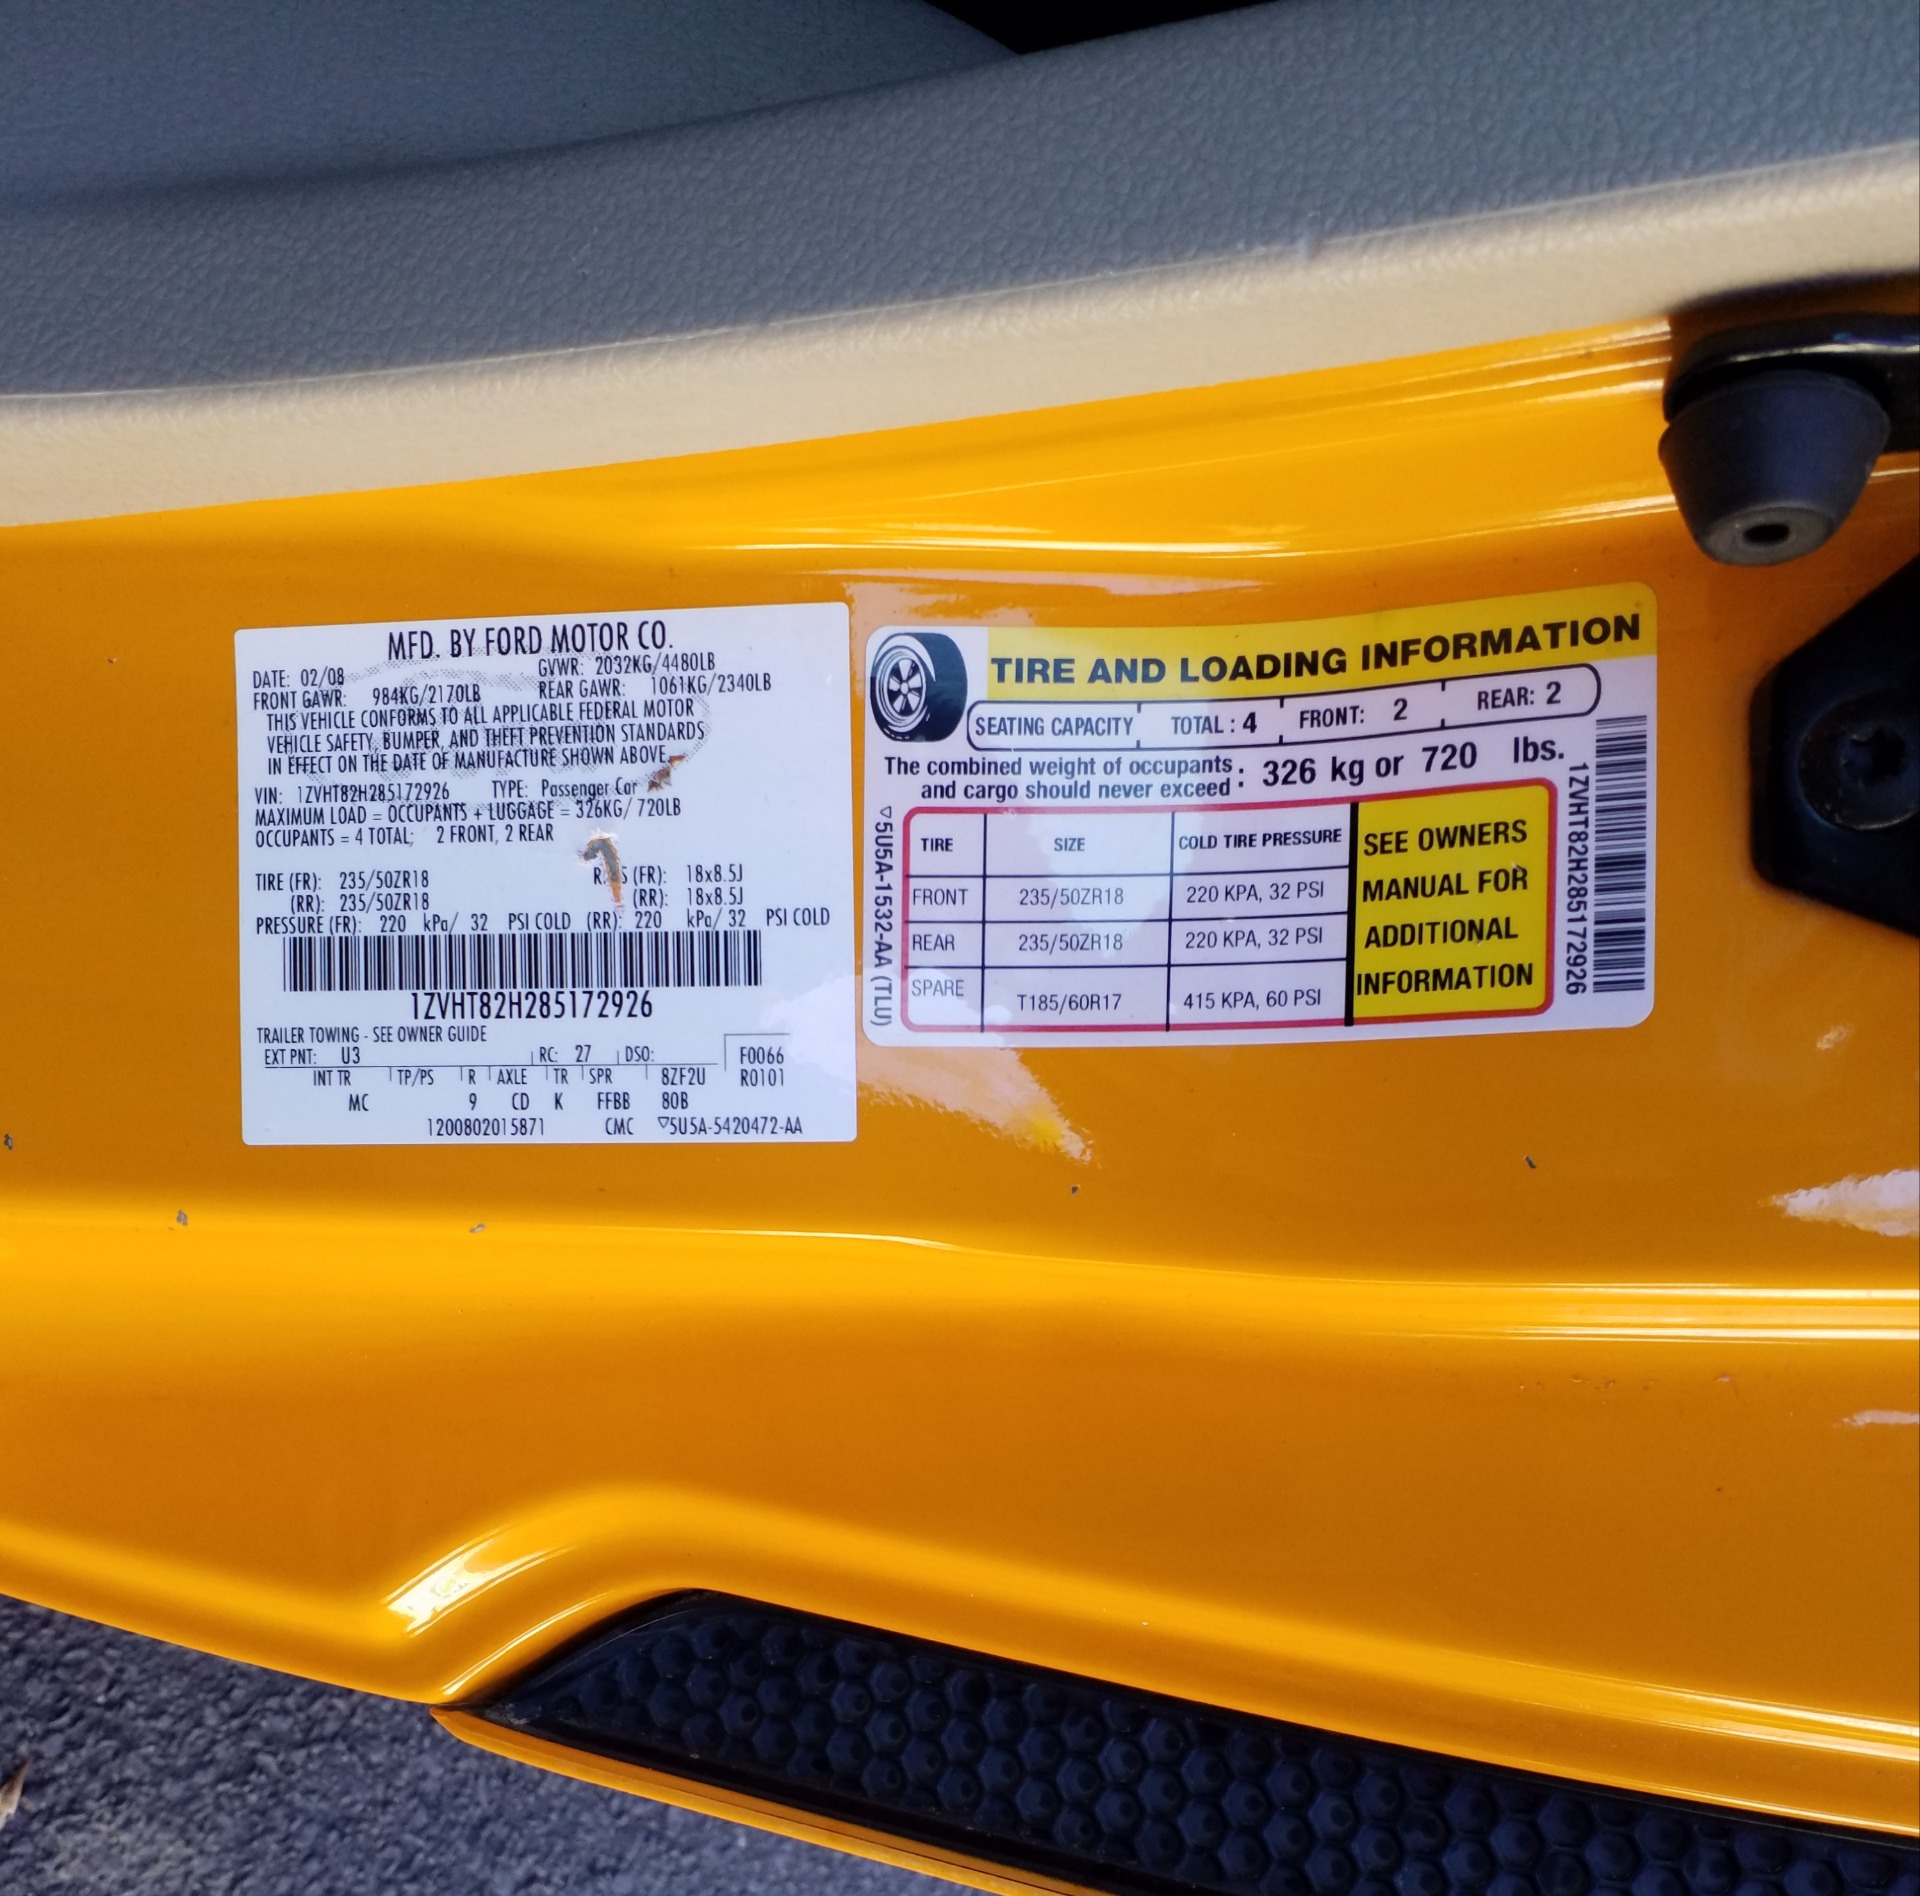 MFD. BY FORD MOTOR CO.
DATE: 02/08 GVWR: 2032KG/4480LB
FRONT GAWR: 984KG/2170LB REAR GAWR: 1061KG/2340LB
THIS VEHICLE CONFORMS TO ALL APPLICABLE FEDERAL MOTOR
VEHICLE SAFETY, BUMPER, AND THEFT PREVENTION STANDARDS
IN EFFECT ON THE DATE OF MANUFACTURE SHOWN ABOVE.
VIN: 1ZVHT82H285172926 TYPE: Passenger Car
MAXIMUM LOAD = OCCUPANTS + LUGGAGE = 326KG/ 720LB
OCCUPANTS = 4 TOTAL; 2 FRONT, 2 REAR
TIRE (FR): 235/50ZR18 (FR): 18x8.5J
(RR): 235/50ZR18 (RR): 18x8.5J
PRESSURE (FR): 220 kPa/ 32 PSI COLD (RR): 220 kPa/ 32 PSI COLD
1ZVHT82H285172926
TRAILER TOWING - SEE OWNER GUIDE
EXT PNT: U3 RC: 27 DSO: F0066
INT TR TP/PS R AXLE TR SPR 8ZF2U R0101
MC 9 CD K FFBB 80B
1200802015871 CMC ▽5U5A-5420472-AA
TIRE AND LOADING INFORMATION
SEATING CAPACITY TOTAL : 4 FRONT: 2 REAR: 2
The combined weight of occupants
and cargo should never exceed : 326 kg or 720 lbs.
TIRE SIZE COLD TIRE PRESSURE
FRONT 235/50ZR18 220 KPA, 32 PSI
REAR 235/50ZR18 220 KPA, 32 PSI
SPARE T185/60R17 415 KPA, 60 PSI
SEE OWNERS
MANUAL FOR
ADDITIONAL
INFORMATION
▽5U5A-1532-AA (TLU)
1ZVHT82H285172926